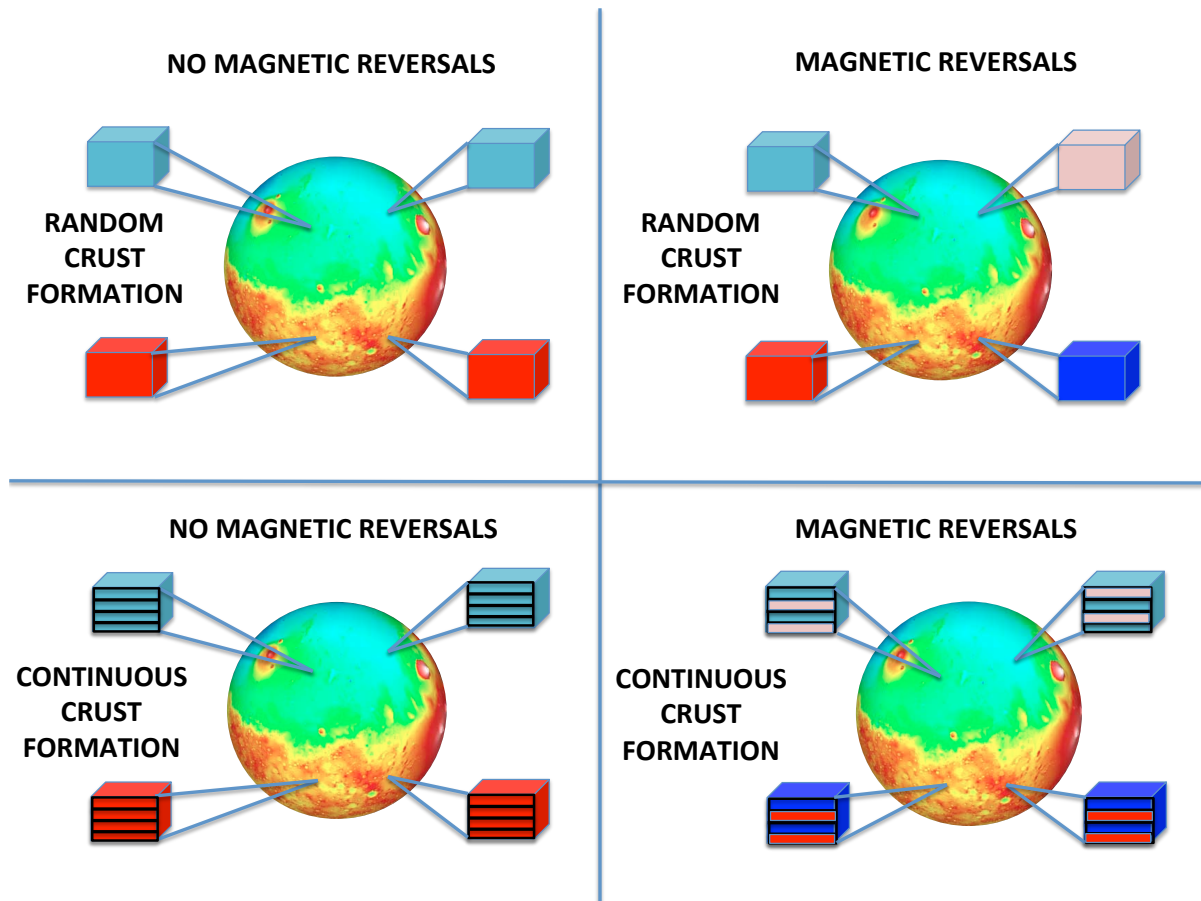 NO MAGNETIC REVERSALS
RANDOM
CRUST
FORMATION
MAGNETIC REVERSALS
RANDOM
CRUST
FORMATION
NO MAGNETIC REVERSALS
CONTINUOUS
CRUST
FORMATION
MAGNETIC REVERSALS
CONTINUOUS
CRUST
FORMATION